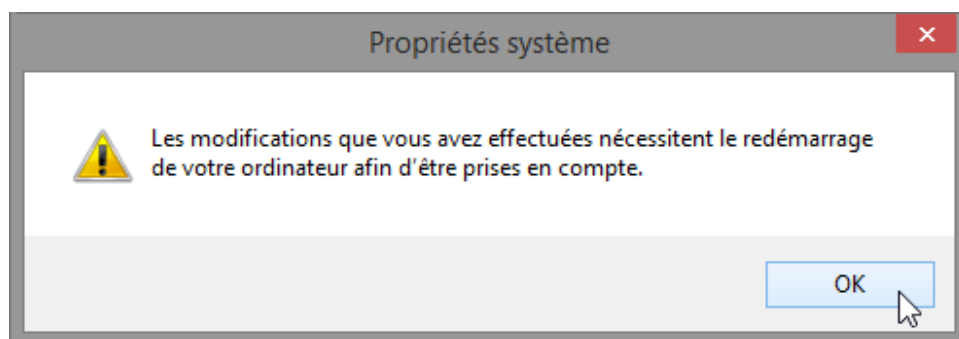 Propriétés système
Les modifications que vous avez effectuées nécessitent le redémarrage
de votre ordinateur afin d'être prises en compte.
OK